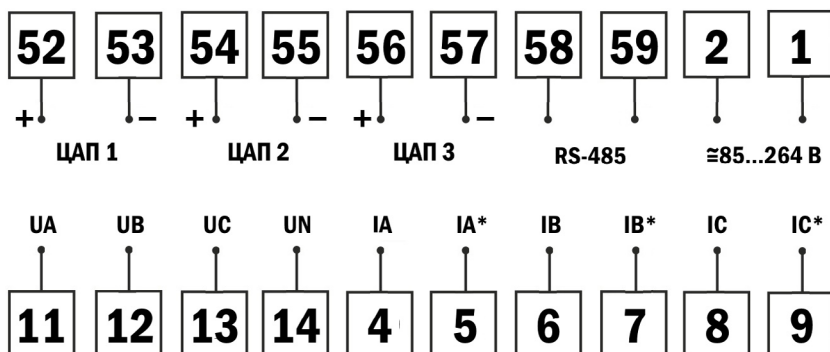 52 53 54 55 56 57 58 59 2 1
+ – + – + –
ЦАП 1 ЦАП 2 ЦАП 3 RS-485 ≅85...264 В
UA UB UC UN IA IA* IB IB* IC IC*
11 12 13 14 4 5 6 7 8 9